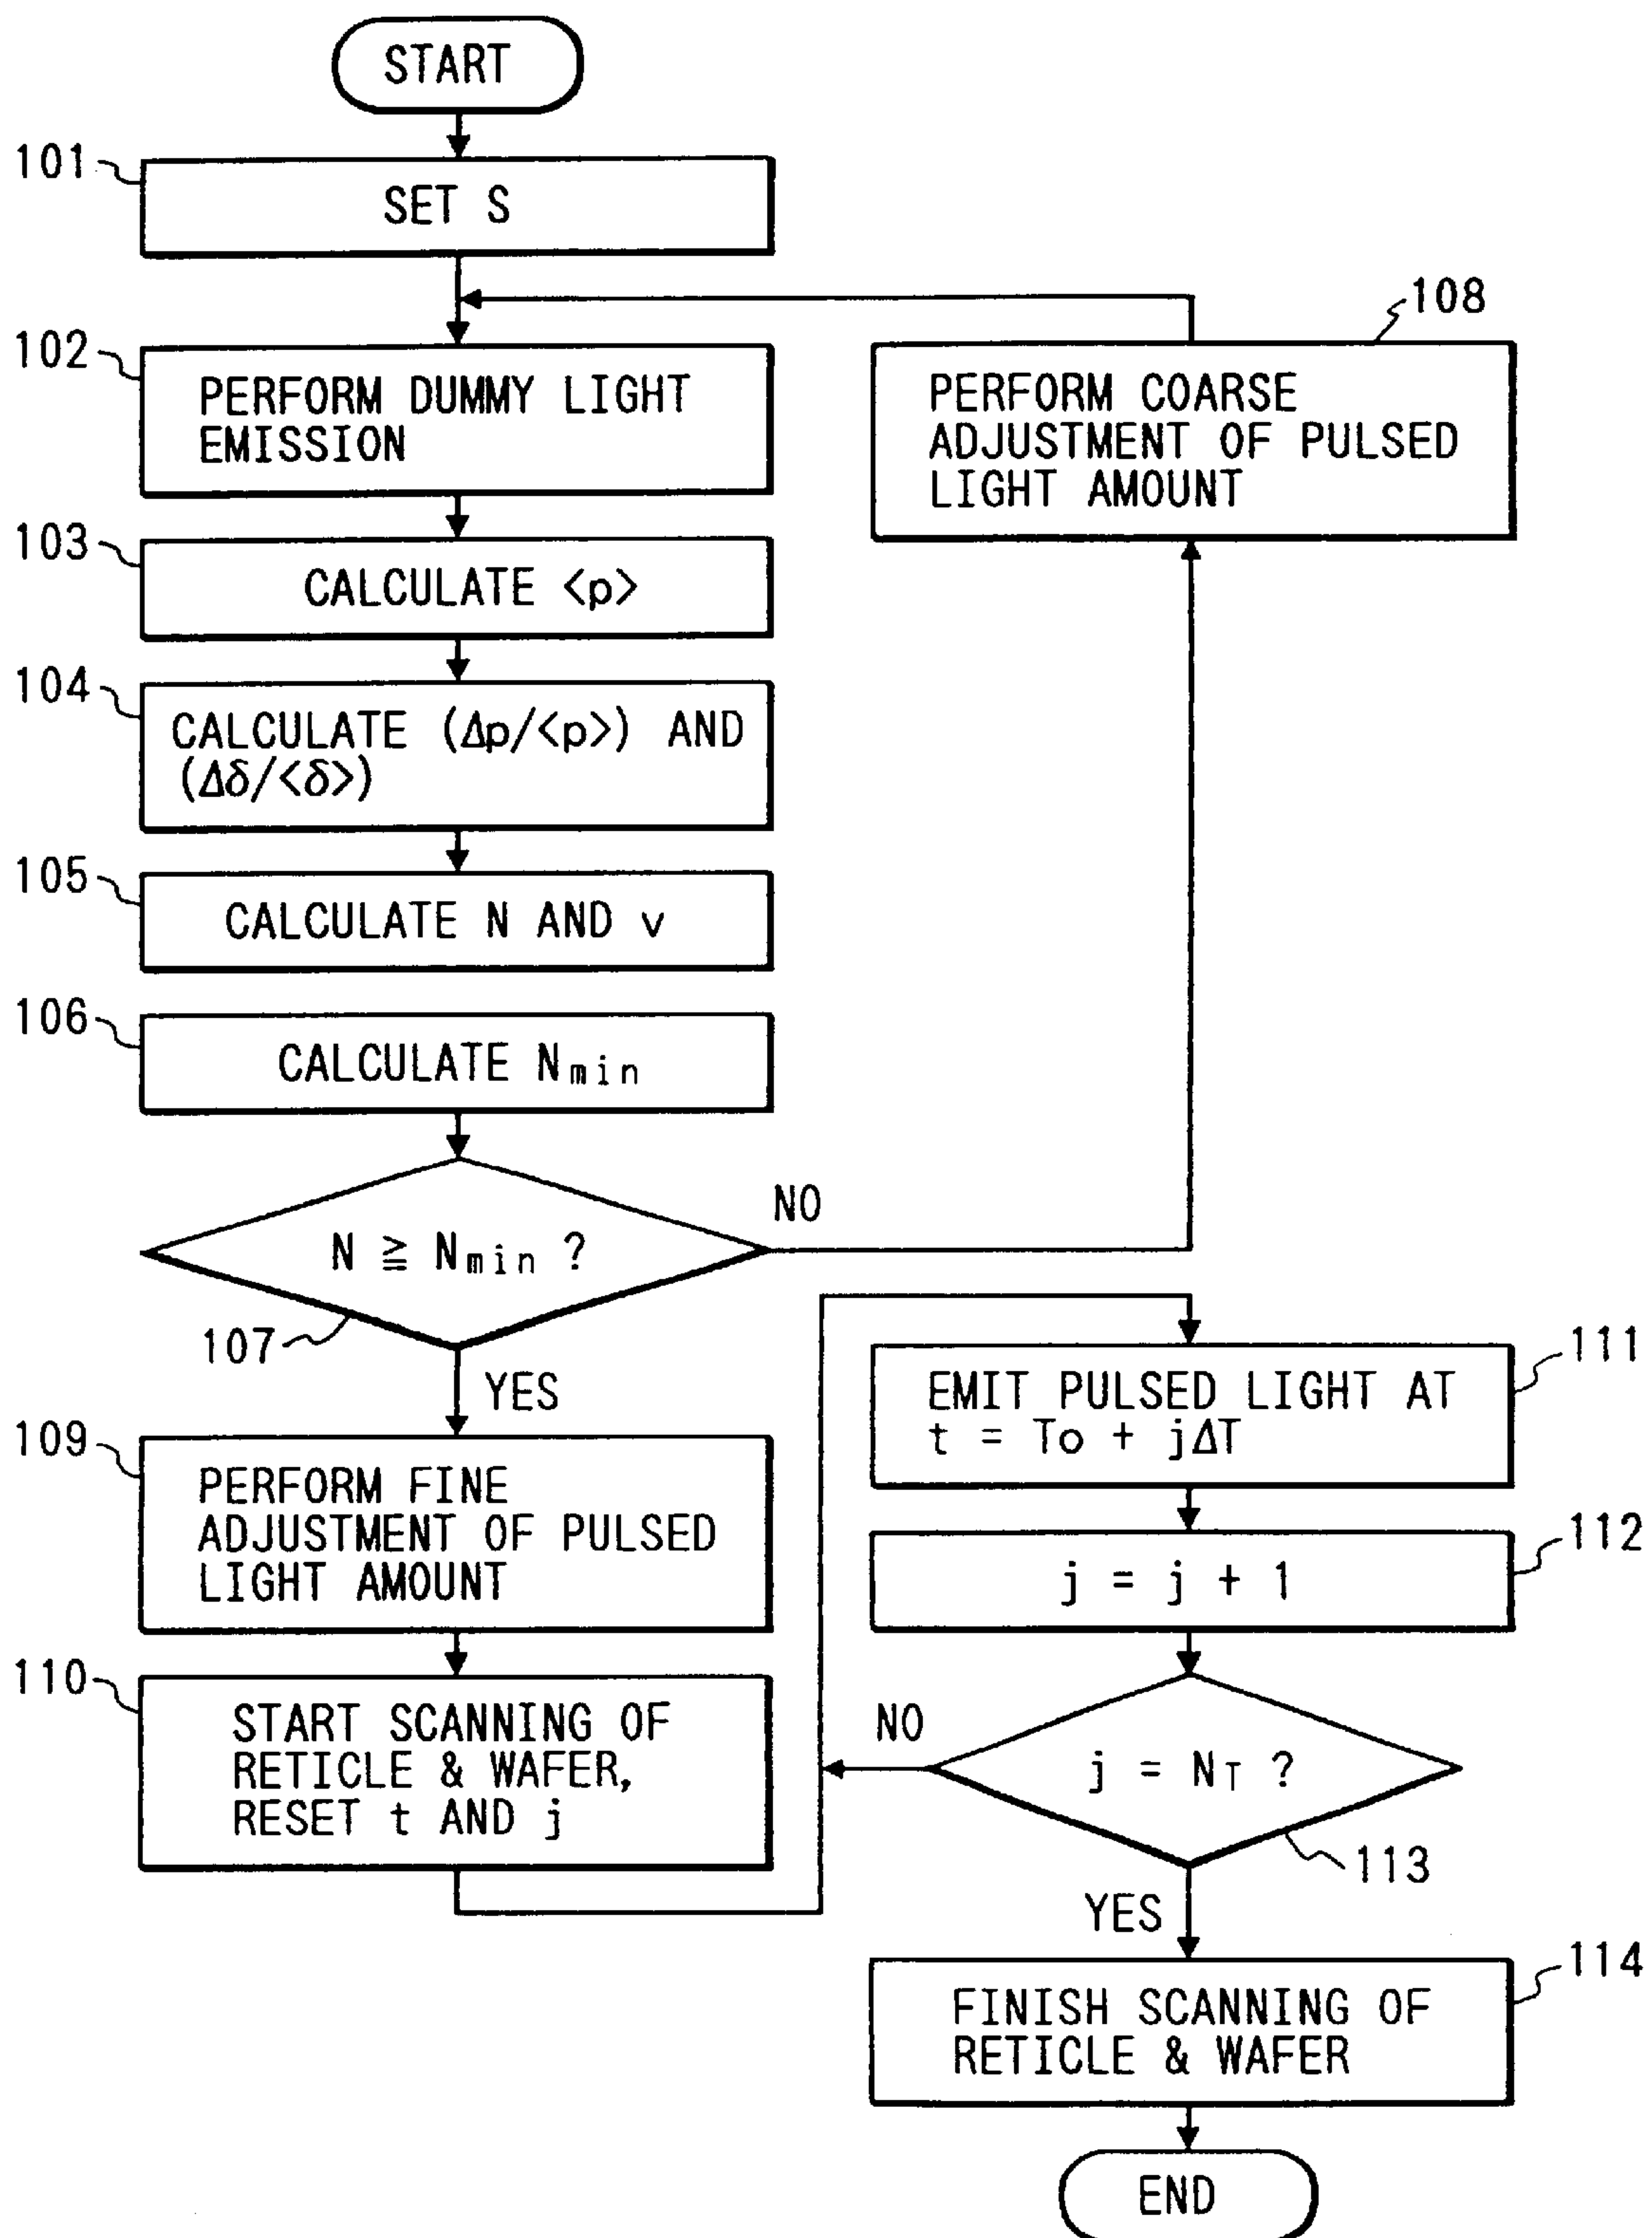 START
101
SET S
102
PERFORM DUMMY LIGHT
EMISSION
103
CALCULATE <p>
104
CALCULATE (Δp/<p>) AND
(Δδ/<δ>)
105
CALCULATE N AND v
106
CALCULATE Nmin
N ≧ Nmin ?
107
NO
YES
108
PERFORM COARSE
ADJUSTMENT OF PULSED
LIGHT AMOUNT
109
PERFORM FINE
ADJUSTMENT OF PULSED
LIGHT AMOUNT
110
START SCANNING OF
RETICLE & WAFER,
RESET t AND j
111
EMIT PULSED LIGHT AT
t = To + jΔT
112
j = j + 1
NO
j = NT ?
113
YES
114
FINISH SCANNING OF
RETICLE & WAFER
END